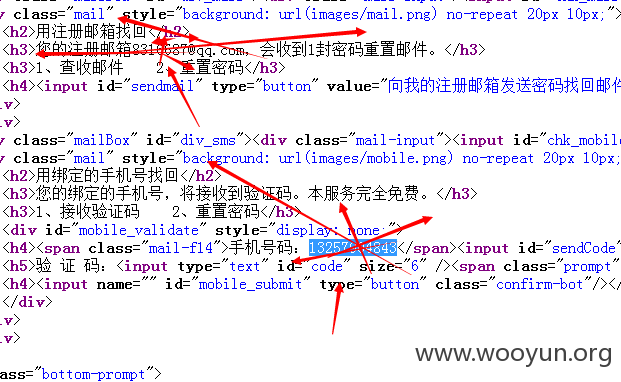 v class="mail" style="background: url(images/mail.png) no-repeat 20px 10px;">
<h2>用注册邮箱找回</h2>
<h3>您的注册邮箱@qq.com，会收到1封密码重置邮件。</h3>
<h3>1、查收邮件 2、重置密码</h3>
<h4><input id="sendmail" type="button" value="向我的注册邮箱发送密码找回邮件
iv>
v>
v class="mailBox" id="div_sms"><div class="mail-input"><input id="chk_mobile
v class="mail" style="background: url(images/mobile.png) no-repeat 20px 10px;
<h2>用绑定的手机号找回</h2>
<h3>您的绑定的手机号，将接收到验证码。本服务完全免费。</h3>
<h3>1、接收验证码 2、重置密码</h3>
<div id="mobile_validate" style="display: none;">
<h4><span class="mail-f14">手机号码：</span><input id="sendCode"
<h5>验 证 码：<input type="text" id="code" size="6" /><span class="prompt"
<h4><input name="" id="mobile_submit" type="button" class="confirm-bot"/></
</div>
iv>
v>
lass="bottom-prompt">
www.wooyun.org